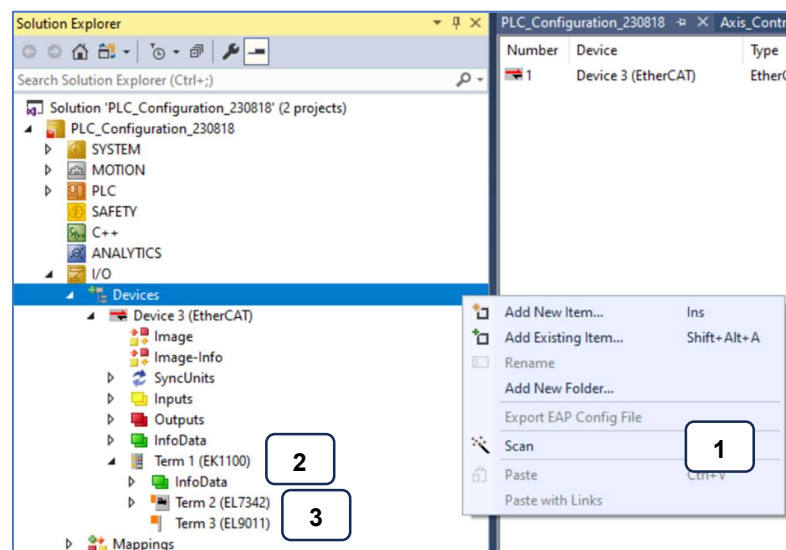 Solution Explorer
Search Solution Explorer (Ctrl+;)
Solution 'PLC_Configuration_230818' (2 projects)
PLC_Configuration_230818
SYSTEM
MOTION
PLC
SAFETY
C++
ANALYTICS
I/O
Devices
Device 3 (EtherCAT)
Image
Image-Info
SyncUnits
Inputs
Outputs
InfoData
Term 1 (EK1100)
2
InfoData
Term 2 (EL7342)
Term 3 (EL9011)
3
Mappings
PLC_Configuration_230818
Axis_Contr
Number Device Type
1 Device 3 (EtherCAT) EtherC
Add New Item... Ins
Add Existing Item... Shift+Alt+A
Rename
Add New Folder...
Export EAP Config File
Scan
1
Paste Ctrl+V
Paste with Links